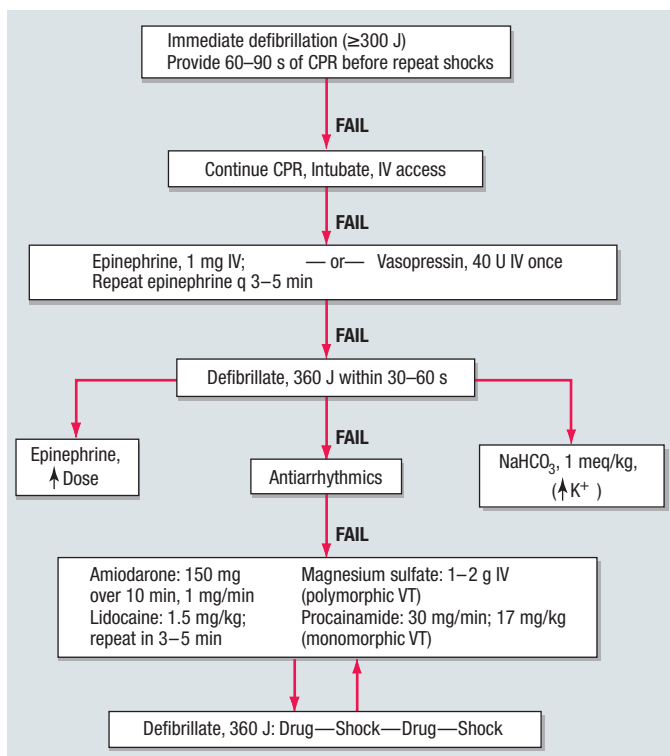 Immediate defibrillation (≥300 J)
Provide 60–90 s of CPR before repeat shocks
FAIL
Continue CPR, Intubate, IV access
FAIL
Epinephrine, 1 mg IV; — or— Vasopressin, 40 U IV once
Repeat epinephrine q 3–5 min
FAIL
Defibrillate, 360 J within 30–60 s
Epinephrine,
↑ Dose
FAIL
Antiarrhythmics
NaHCO₃, 1 meq/kg,
(↑K⁺ )
FAIL
Amiodarone: 150 mg
over 10 min, 1 mg/min
Lidocaine: 1.5 mg/kg;
repeat in 3–5 min
Magnesium sulfate: 1–2 g IV
(polymorphic VT)
Procainamide: 30 mg/min; 17 mg/kg
(monomorphic VT)
Defibrillate, 360 J: Drug—Shock—Drug—Shock